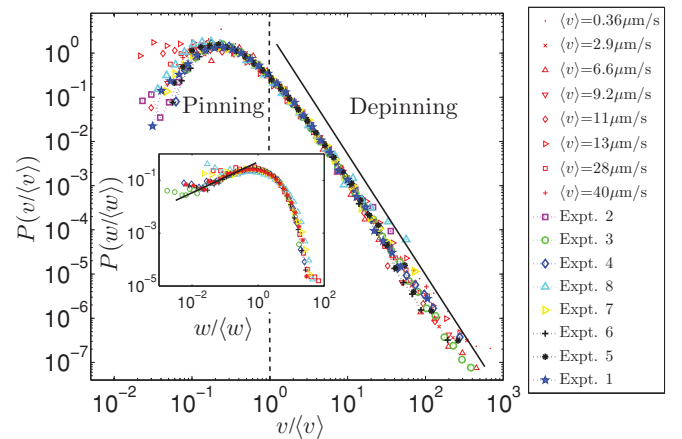 10^0
10^-1
10^-2
10^-3
10^-4
10^-5
10^-6
10^-7
P(v/⟨v⟩)
Pinning
Depinning
10^-1
10^-3
10^-5
P(w/⟨w⟩)
10^-2 10^0 10^2
w/⟨w⟩
10^-2 10^-1 10^0 10^1 10^2 10^3
v/⟨v⟩
⟨v⟩=0.36μm/s
⟨v⟩=2.9μm/s
⟨v⟩=6.6μm/s
⟨v⟩=9.2μm/s
⟨v⟩=11μm/s
⟨v⟩=13μm/s
⟨v⟩=28μm/s
⟨v⟩=40μm/s
Expt. 2
Expt. 3
Expt. 4
Expt. 8
Expt. 7
Expt. 6
Expt. 5
Expt. 1